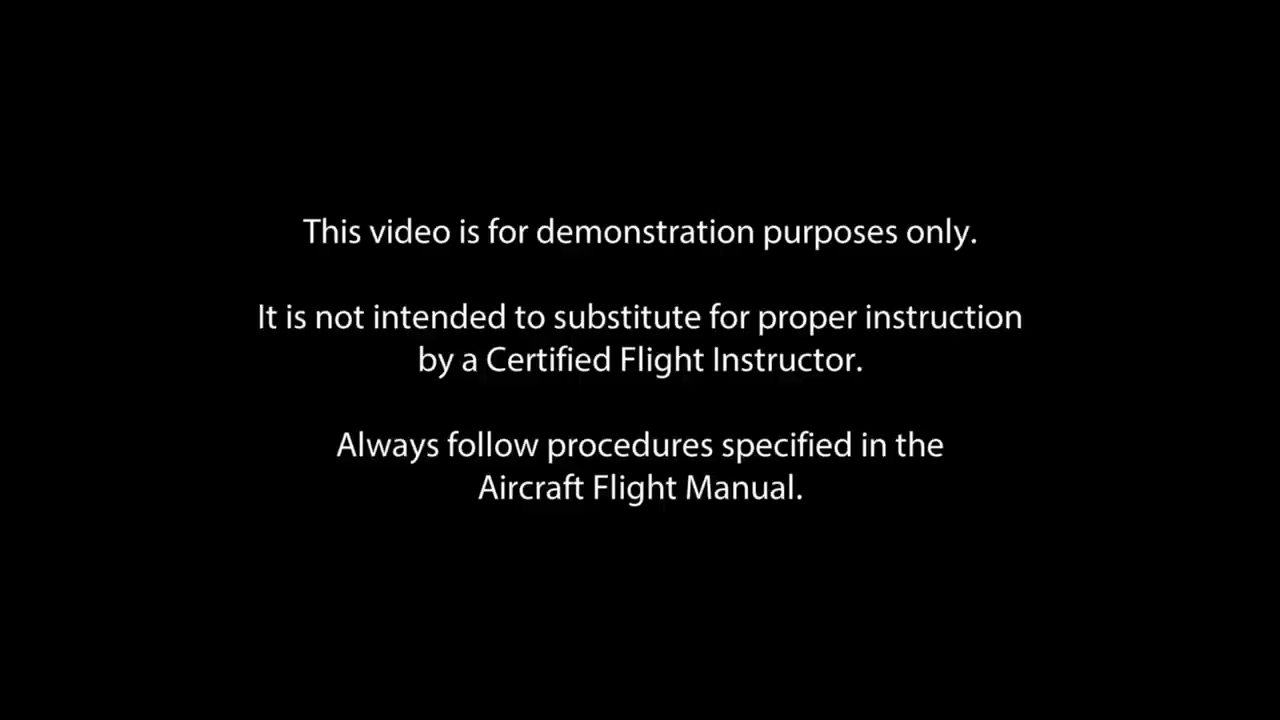 This video is for demonstration purposes only.
It is not intended to substitute for proper instruction
by a Certified Flight Instructor.
Always follow procedures specified in the
Aircraft Flight Manual.